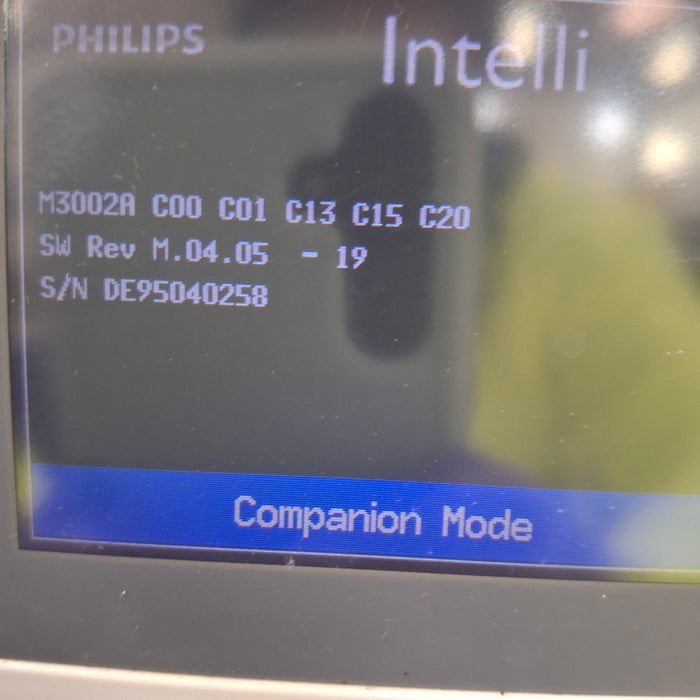 PHILIPS
Intelli
M3002A C00 C01 C13 C15 C20
SW Rev M.04.05 - 19
S/N DE95040258
Companion Mode